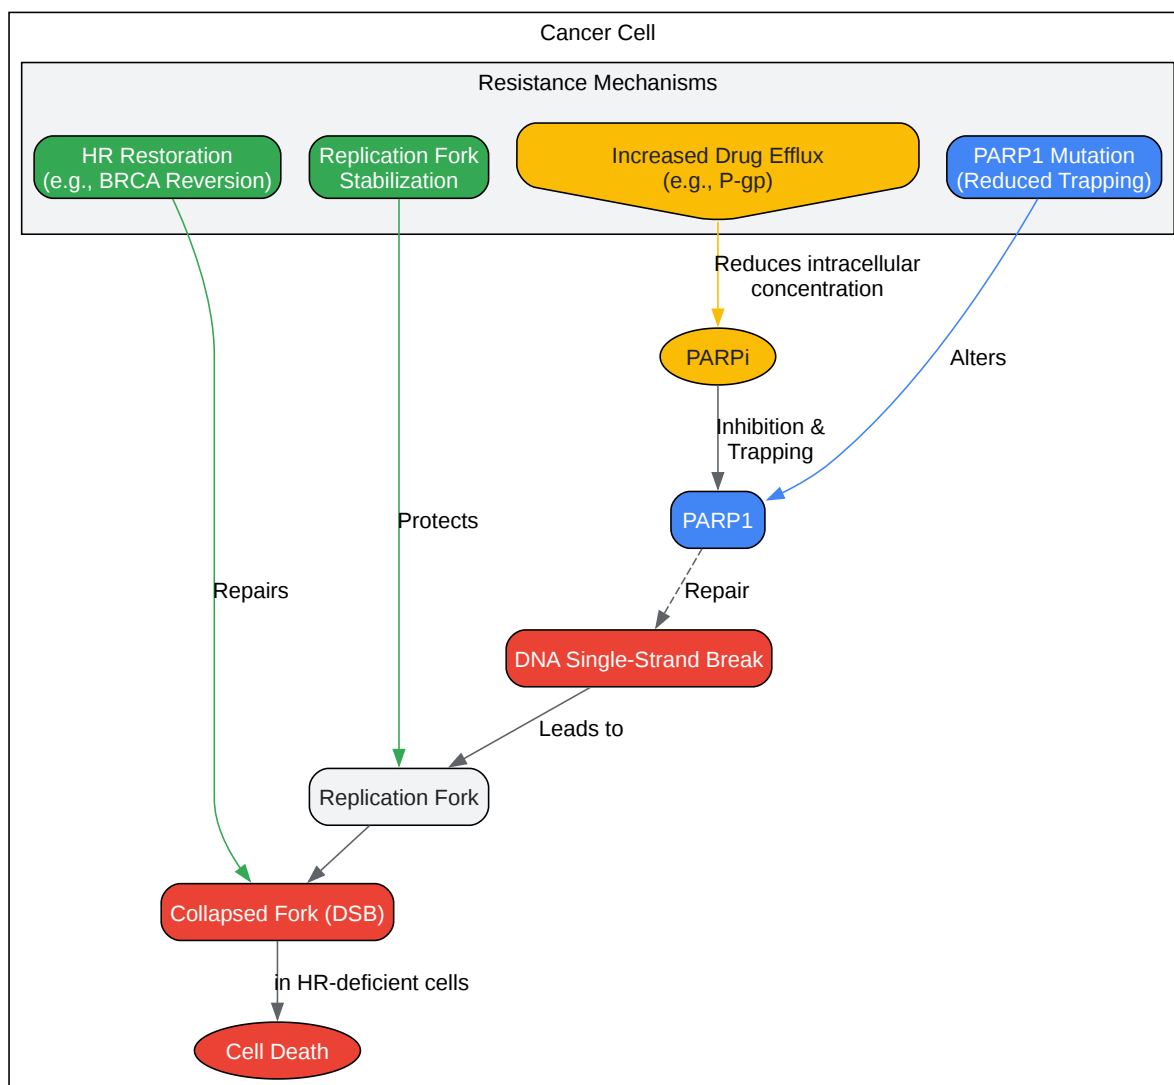 Cancer Cell
Resistance Mechanisms
HR Restoration
(e.g., BRCA Reversion)
Replication Fork
Stabilization
Increased Drug Efflux
(e.g., P-gp)
PARP1 Mutation
(Reduced Trapping)
Reduces intracellular
concentration
PARPi
Alters
Inhibition &
Trapping
PARP1
Protects
Repairs
Repair
DNA Single-Strand Break
Leads to
Replication Fork
Collapsed Fork (DSB)
in HR-deficient cells
Cell Death